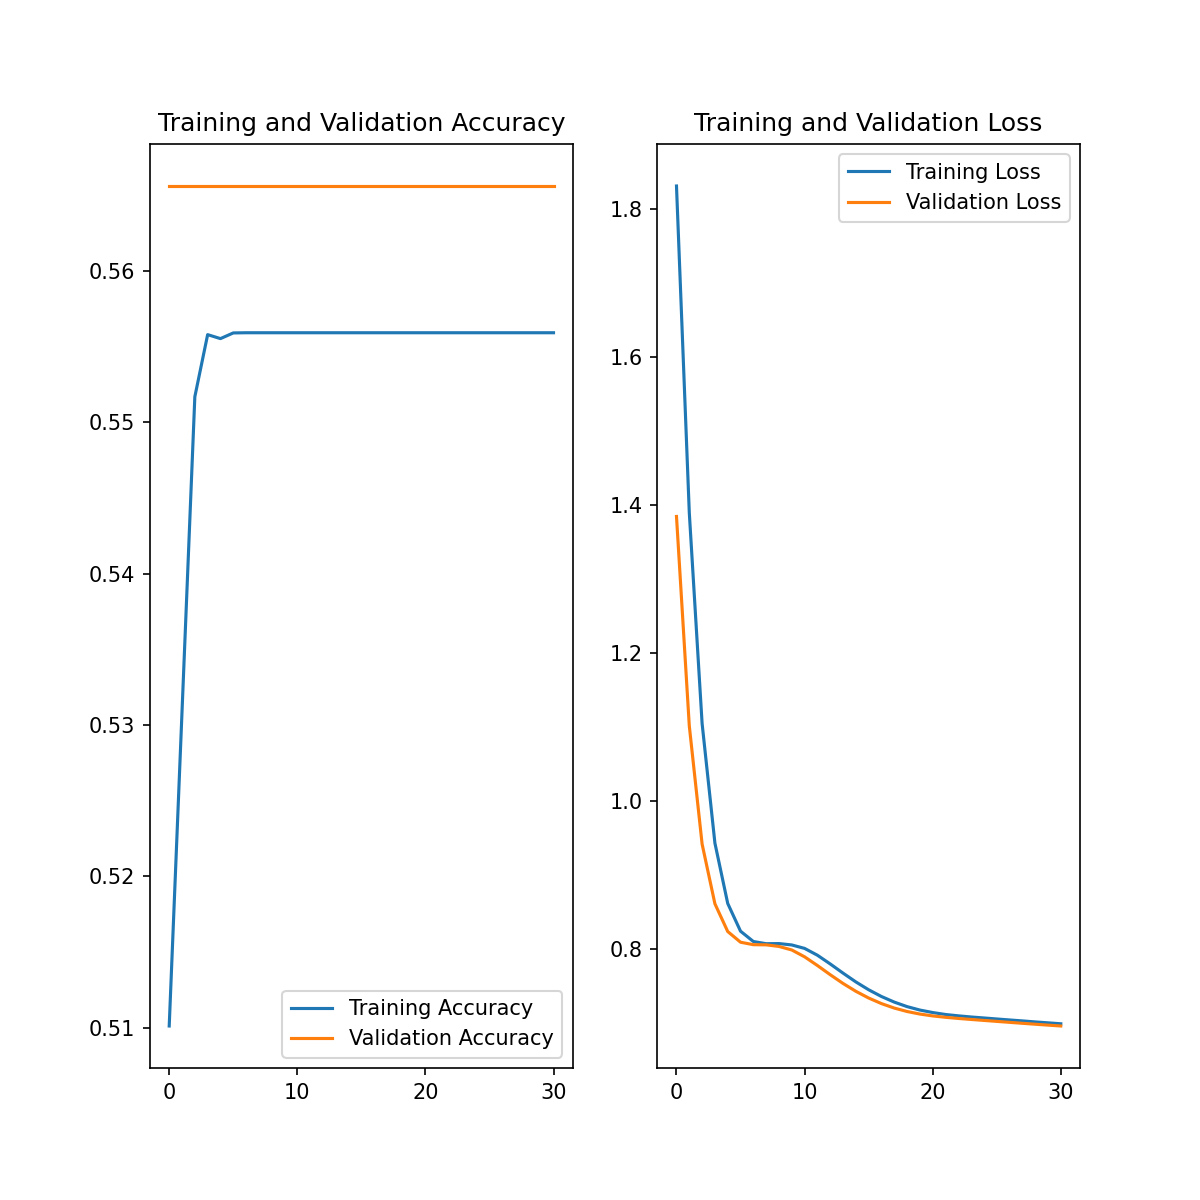 Training and Validation Accuracy
0.56
0.55
0.54
0.53
0.52
0.51
Training Accuracy
Validation Accuracy
0 10 20 30
Training and Validation Loss
Training Loss
Validation Loss
1.8
1.6
1.4
1.2
1.0
0.8
0 10 20 30